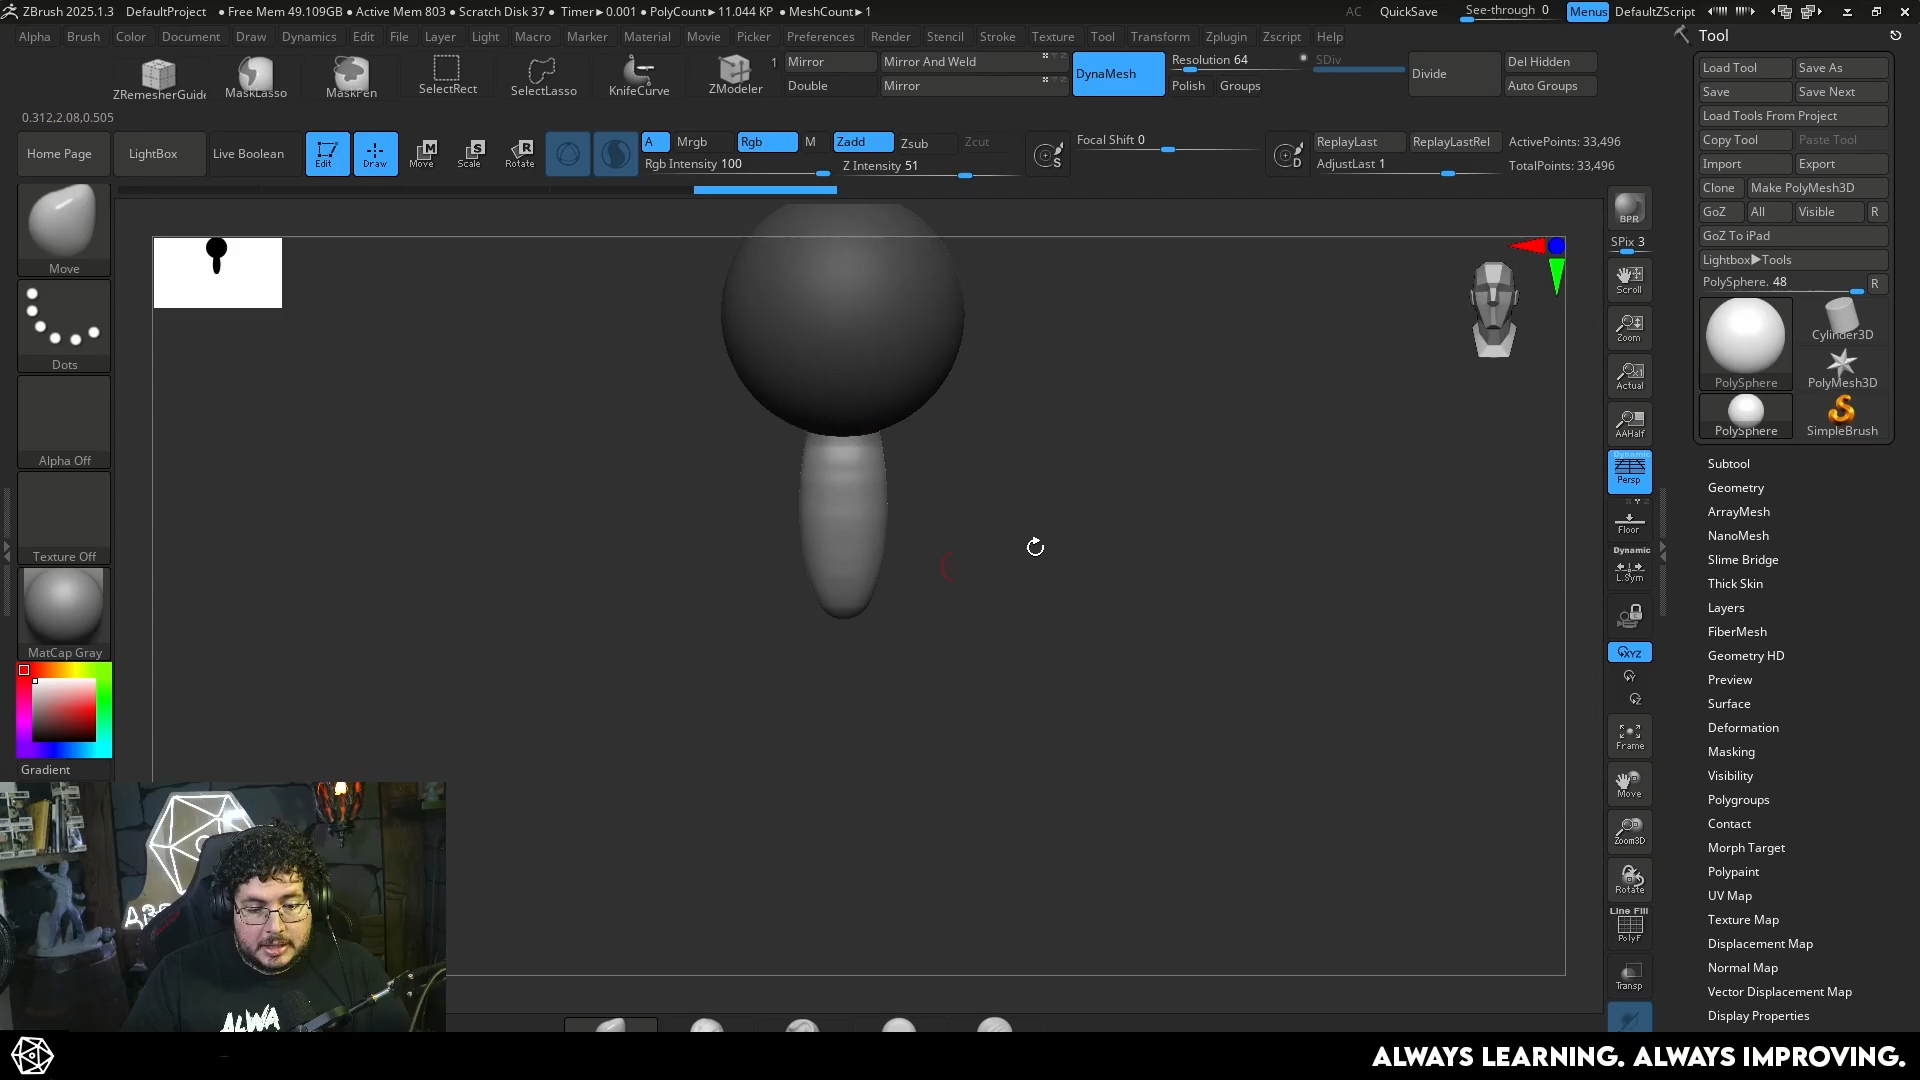 ZBrush 2025.1.3 DefaultProject ● Free Mem 49.109GB ● Active Mem 803 ● Scratch Disk 37 ● Timer►0.001 ● PolyCount►11.044 KP ● MeshCount►1 AC QuickSave See-through 0 Menus DefaultZScript
Alpha Brush Color Document Draw Dynamics Edit File Layer Light Macro Marker Material Movie Picker Preferences Render Stencil Stroke Texture Tool Transform Zplugin Zscript Help
Tool
ZRemesherGuide MaskLasso MaskPen SelectRect SelectLasso KnifeCurve ZModeler 1
Mirror Mirror And Weld DynaMesh Resolution 64 SDiv Divide Del Hidden
Double Mirror Polish Groups Auto Groups
0.312,2.08,0.505
Home Page LightBox Live Boolean Edit Draw Move Scale Rotate
A Mrgb Rgb M Zadd Zsub Zcut Focal Shift 0 ReplayLast ReplayLastRel ActivePoints: 33,496
Rgb Intensity 100 Z Intensity 51 S D AdjustLast 1 TotalPoints: 33,496
Load Tool Save As
Save Save Next
Load Tools From Project
Copy Tool Paste Tool
Import Export
Clone Make PolyMesh3D
GoZ All Visible R
GoZ To iPad
Lightbox►Tools
PolySphere. 48 R
PolySphere Cylinder3D
PolyMesh3D
PolySphere SimpleBrush
Move
Dots
Alpha Off
Texture Off
MatCap Gray
Gradient
BPR
SPix 3
Scroll
Zoom
Actual
AAHalf
Dynamic
Persp
Floor
Dynamic
L.Sym
XYZ
Frame
Move
Zoom3D
Rotate
Line Fill
PolyF
Transp
Subtool
Geometry
ArrayMesh
NanoMesh
Slime Bridge
Thick Skin
Layers
FiberMesh
Geometry HD
Preview
Surface
Deformation
Masking
Visibility
Polygroups
Contact
Morph Target
Polypaint
UV Map
Texture Map
Displacement Map
Normal Map
Vector Displacement Map
Display Properties
ALWAYS LEARNING. ALWAYS IMPROVING.